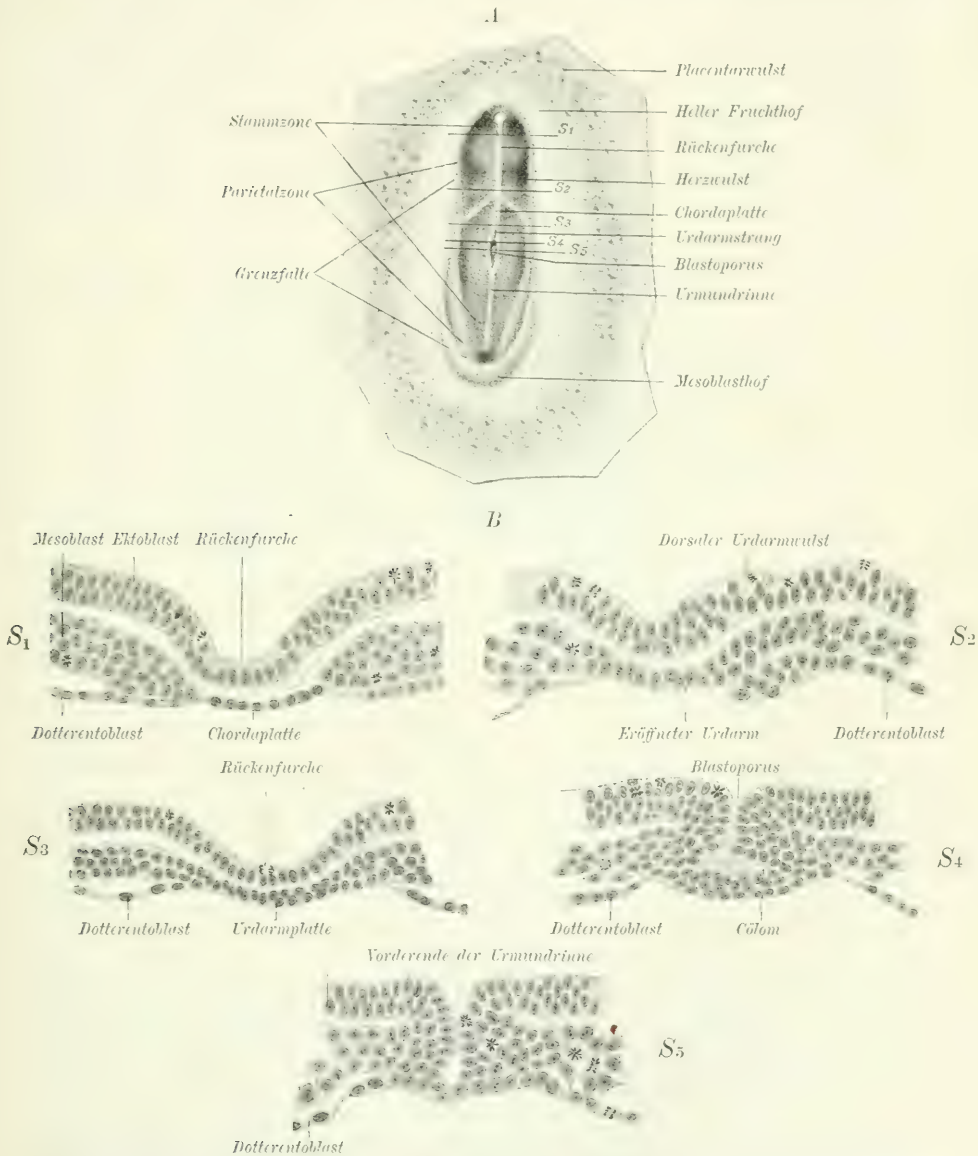 A
Placentarwulst
Heller Fruchthof
Stammzone
S1
Rückenfurche
Parietalzone
Herzwulst
S2
Chordaplatte
S3
Urdarmstrang
S4
S5
Blastoporus
Grenzfalte
Urmundrinne
Mesoblasthof
B
Mesoblast Ektoblast Rückenfurche
Dorsaler Urdarmwulst
S1
S2
Dotterentoblast Chordaplatte
Eröffneter Urdarm Dotterentoblast
Rückenfurche
Blastoporus
S3
S4
Dotterentoblast Urdarmplatte
Dotterentoblast Cölom
Vorderende der Urmundrinne
S5
Dotterentoblast